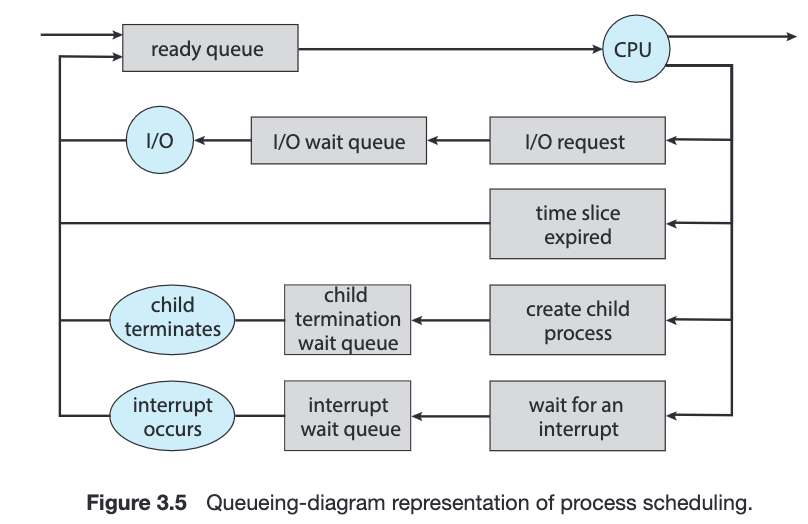 ready queue
CPU
I/O
I/O wait queue
I/O request
time slice
expired
child
terminates
child
termination
wait queue
create child
process
interrupt
occurs
interrupt
wait queue
wait for an
interrupt
Figure 3.5 Queueing-diagram representation of process scheduling.